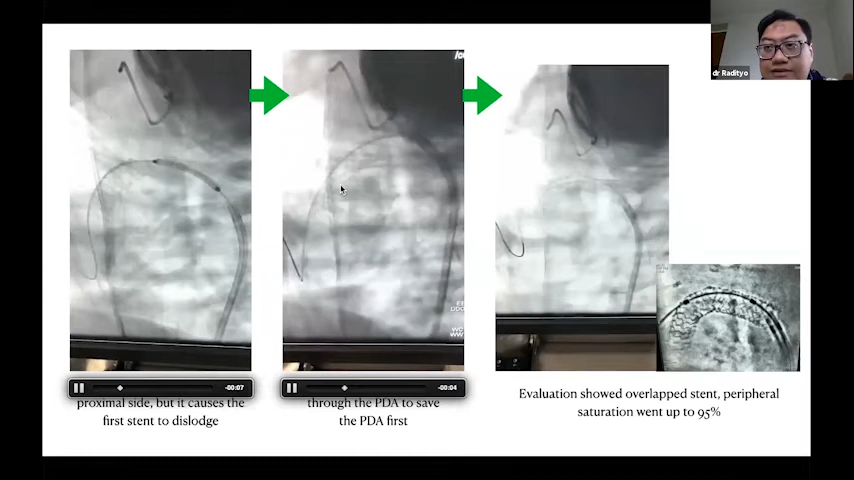 dr Radityo
-00:07
-00:04
proximal side, but it causes the
first stent to dislodge
through the PDA to save
the PDA first
Evaluation showed overlapped stent, peripheral
saturation went up to 95%